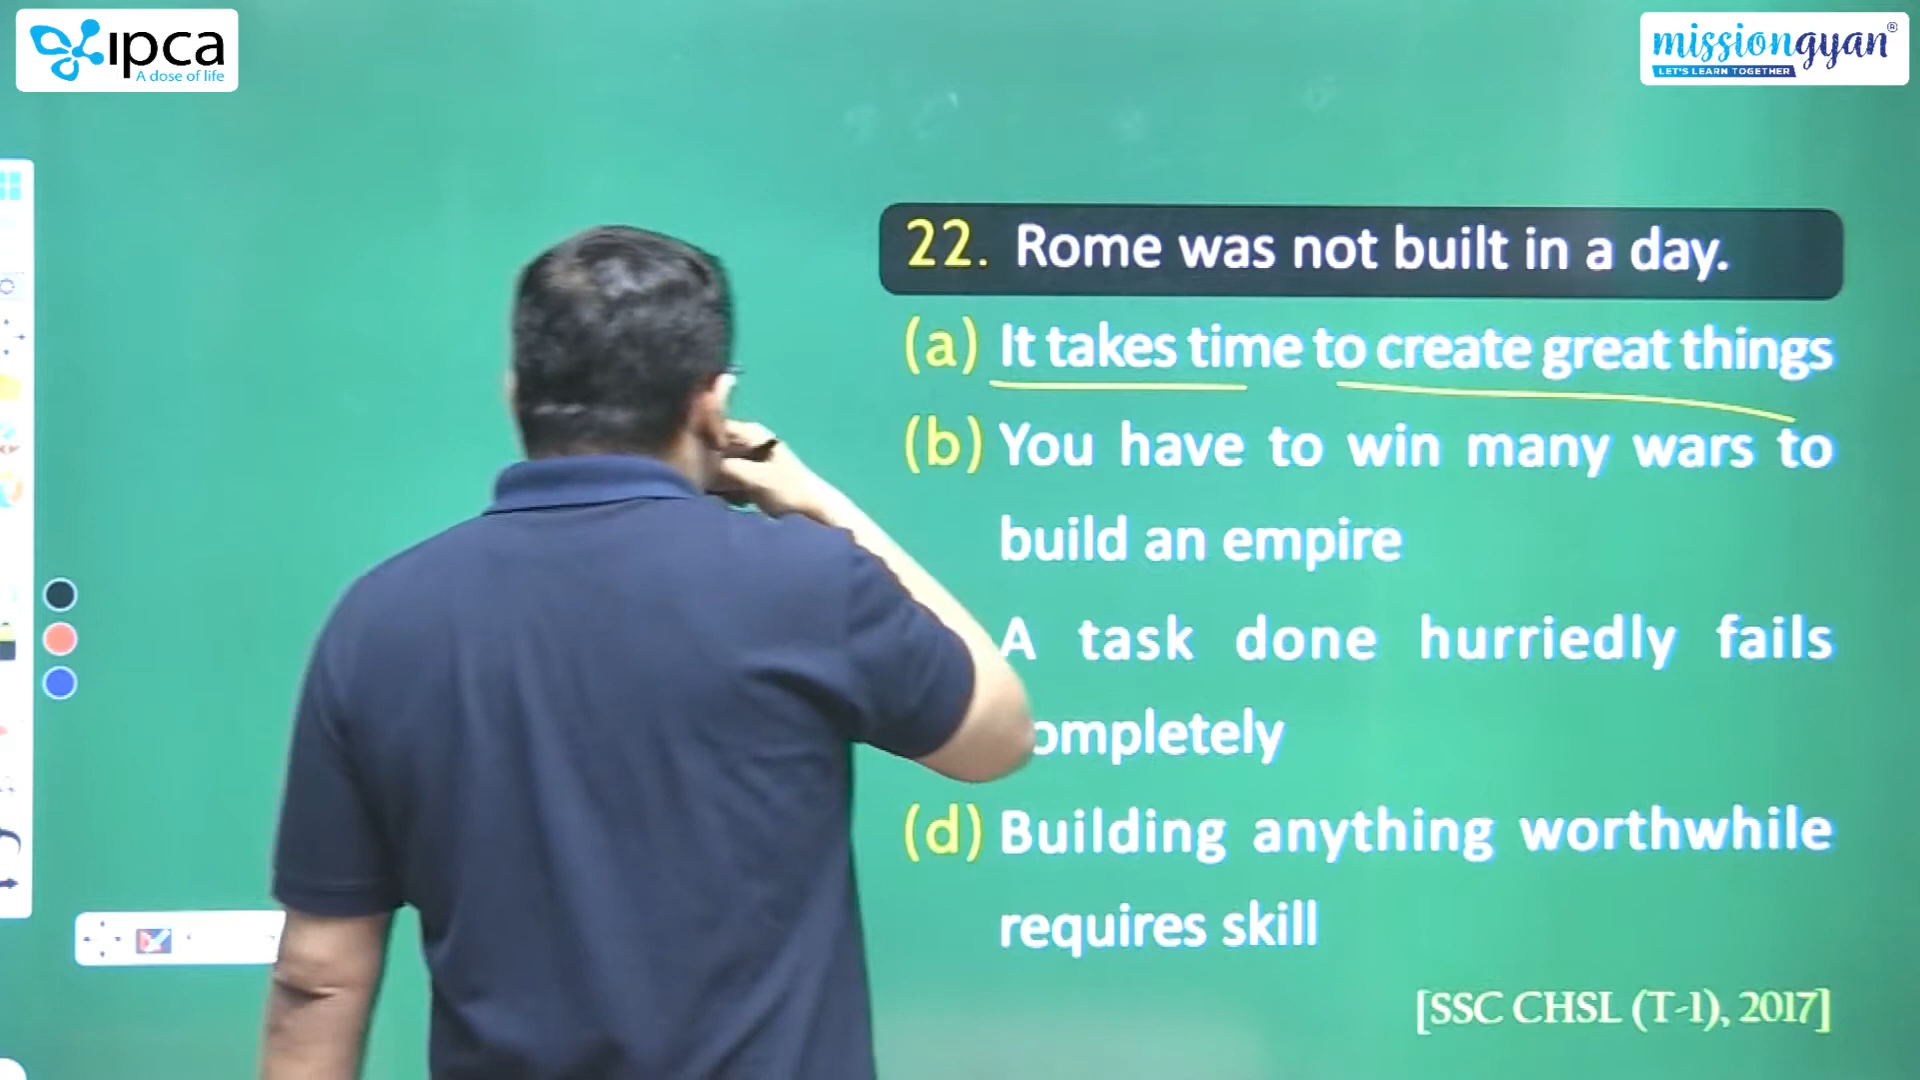 ipca
A dose of life
missiongyan®
LET'S LEARN TOGETHER
22. Rome was not built in a day.
(a) It takes time to create great things
(b) You have to win many wars to
build an empire
A task done hurriedly fails
ompletely
(d) Building anything worthwhile
requires skill
[SSC CHSL (T-1), 2017]